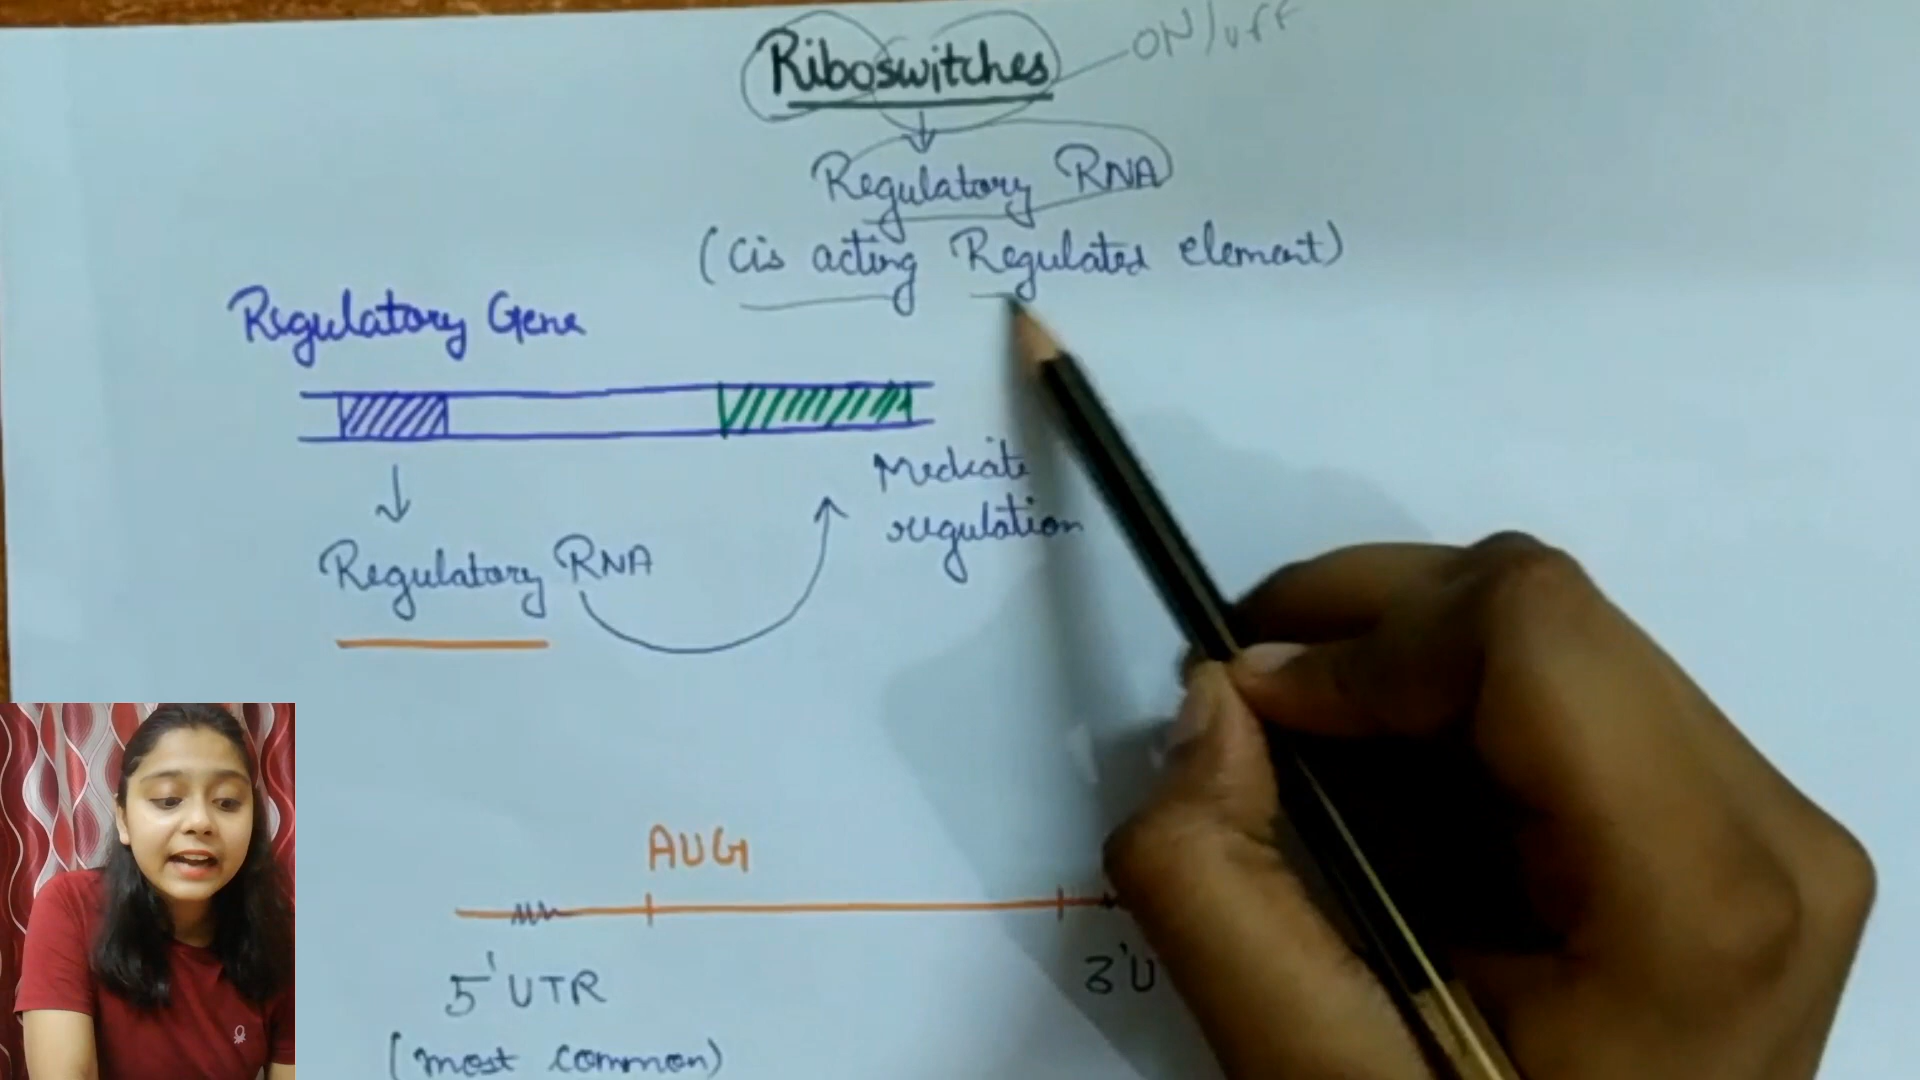 Riboswitches
ON/off
Regulatory RNA
(Cis acting Regulated element)
Regulatory Gene
Mediate
regulation
Regulatory RNA
AUG
5' UTR
3' U
(most common)